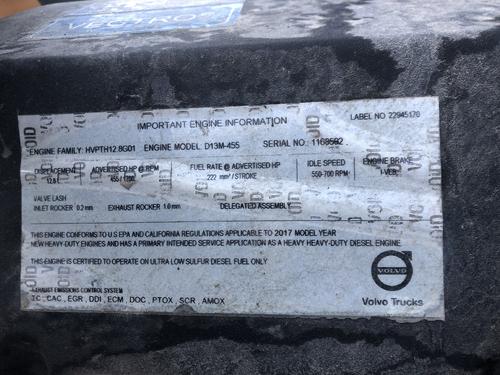 IMPORTANT ENGINE INFORMATION
LABEL NO 22945170
ENGINE FAMILY: HVPTH12.8G01 ENGINE MODEL: D13M-455 SERIAL NO.:
DISPLACEMENT ADVERTISED HP @ RPM FUEL RATE @ ADVERTISED HP IDLE SPEED ENGINE BRAKE
222 mm³ / STROKE 550-700 RPM I-VEB
VALVE LASH
INLET ROCKER 0.2 mm EXHAUST ROCKER 1.0 mm DELEGATED ASSEMBLY
THIS ENGINE CONFORMS TO U S EPA AND CALIFORNIA REGULATIONS APPLICABLE TO 2017 MODEL YEAR
NEW HEAVY-DUTY ENGINES AND HAS A PRIMARY INTENDED SERVICE APPLICATION AS A HEAVY HEAVY-DUTY DIESEL ENGINE
THIS ENGINE IS CERTIFIED TO OPERATE ON ULTRA LOW SULFUR DIESEL FUEL ONLY
EXHAUST EMISSIONS CONTROL SYSTEM
TC, CAC, EGR, DDI, ECM, DOC, PTOX, SCR, AMOX
VOLVO
Volvo Trucks